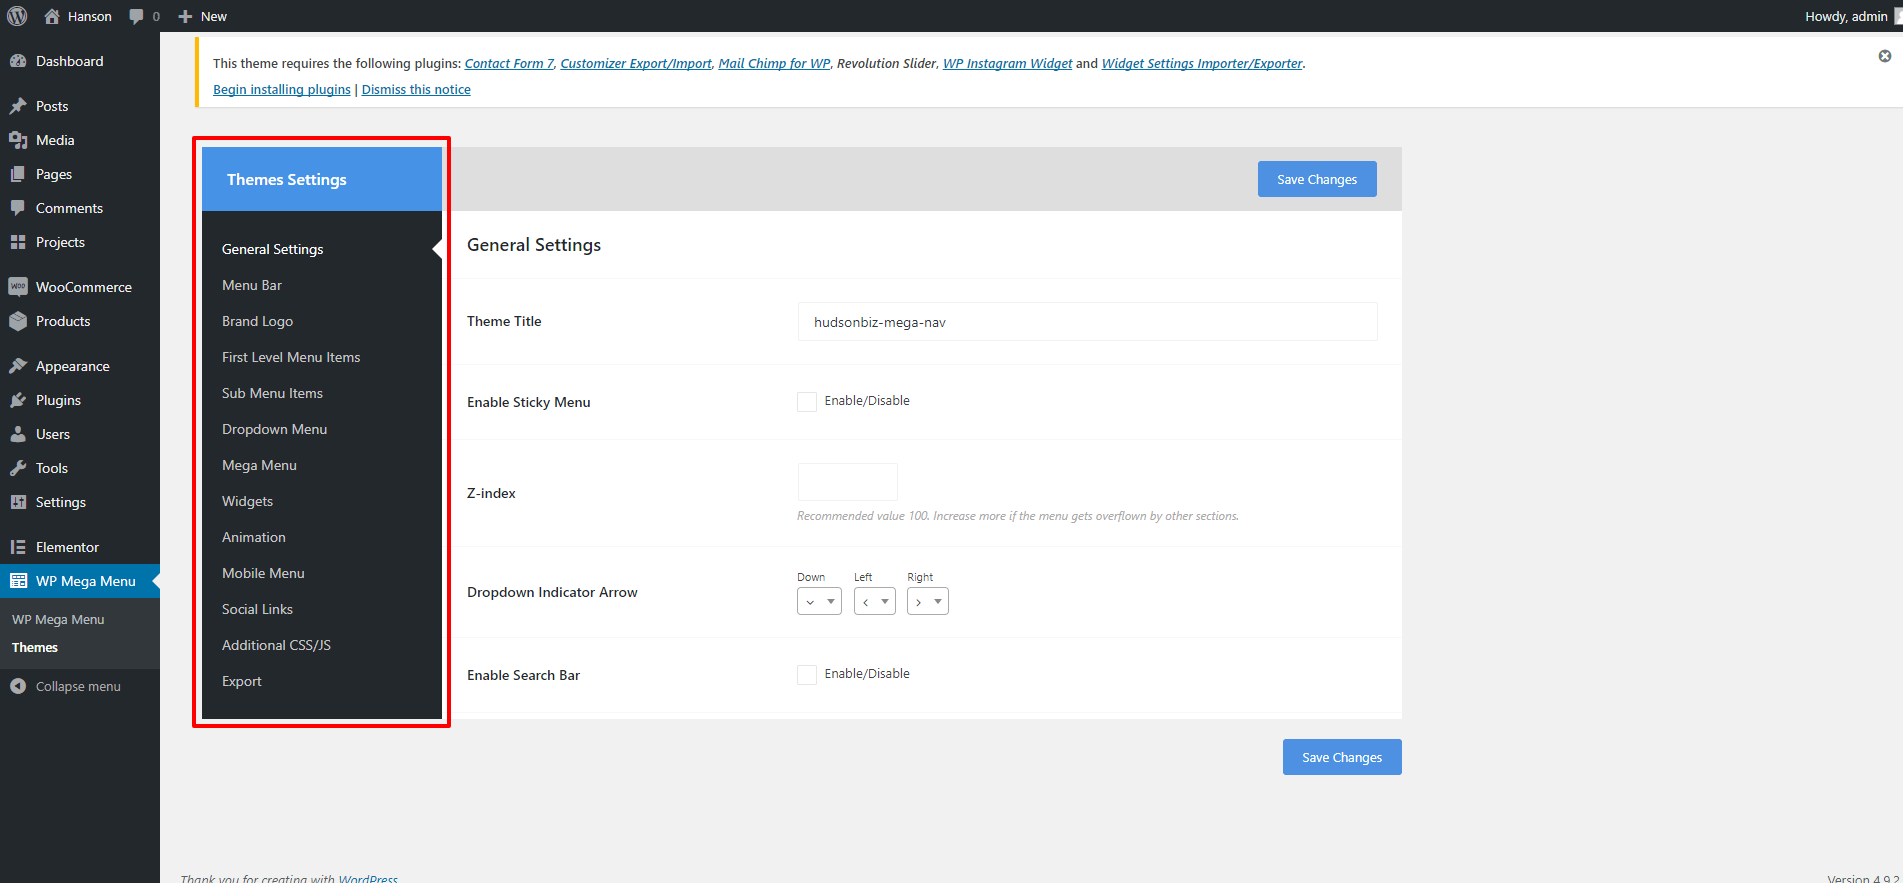 Hanson 0 New Howdy, admin
Dashboard
Posts
Media
Pages
Comments
Projects
WooCommerce
Products
Appearance
Plugins
Users
Tools
Settings
Elementor
WP Mega Menu
WP Mega Menu
Themes
Collapse menu
This theme requires the following plugins: Contact Form 7, Customizer Export/Import, Mail Chimp for WP, Revolution Slider, WP Instagram Widget and Widget Settings Importer/Exporter.
Begin installing plugins | Dismiss this notice
Themes Settings
Save Changes
General Settings
Menu Bar
Brand Logo
First Level Menu Items
Sub Menu Items
Dropdown Menu
Mega Menu
Widgets
Animation
Mobile Menu
Social Links
Additional CSS/JS
Export
General Settings
Theme Title
hudsonbiz-mega-nav
Enable Sticky Menu
Enable/Disable
Z-index
Recommended value 100. Increase more if the menu gets overflown by other sections.
Dropdown Indicator Arrow
Down Left Right
Enable Search Bar
Enable/Disable
Save Changes
Thank you for creating with WordPress
Version 4.9.2